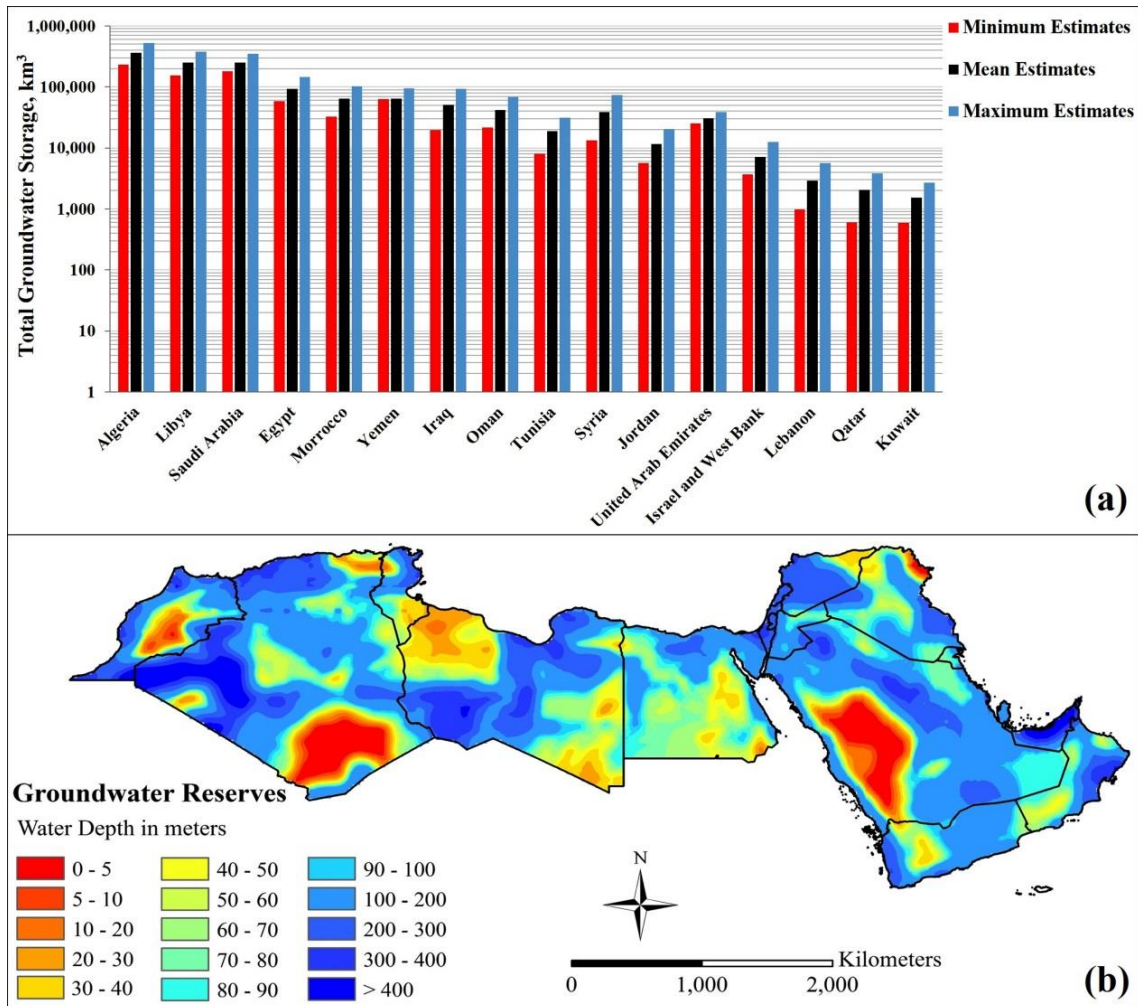 1,000,000
100,000
10,000
1,000
100
10
1
Total Groundwater Storage, km³
Minimum Estimates
Mean Estimates
Maximum Estimates
Algeria
Libya
Saudi Arabia
Egypt
Morrocco
Yemen
Iraq
Oman
Tunisia
Syria
Jordan
United Arab Emirates
Israel and West Bank
Lebanon
Qatar
Kuwait
(a)
Groundwater Reserves
Water Depth in meters
0 - 5
5 - 10
10 - 20
20 - 30
30 - 40
40 - 50
50 - 60
60 - 70
70 - 80
80 - 90
90 - 100
100 - 200
200 - 300
300 - 400
> 400
N
Kilometers
0 1,000 2,000
(b)